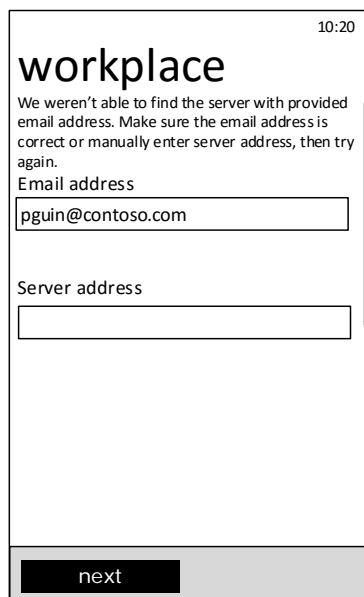 10:20
workplace
We weren't able to find the server with provided
email address. Make sure the email address is
correct or manually enter server address, then try
again.
Email address
pguin@contoso.com
Server address
next